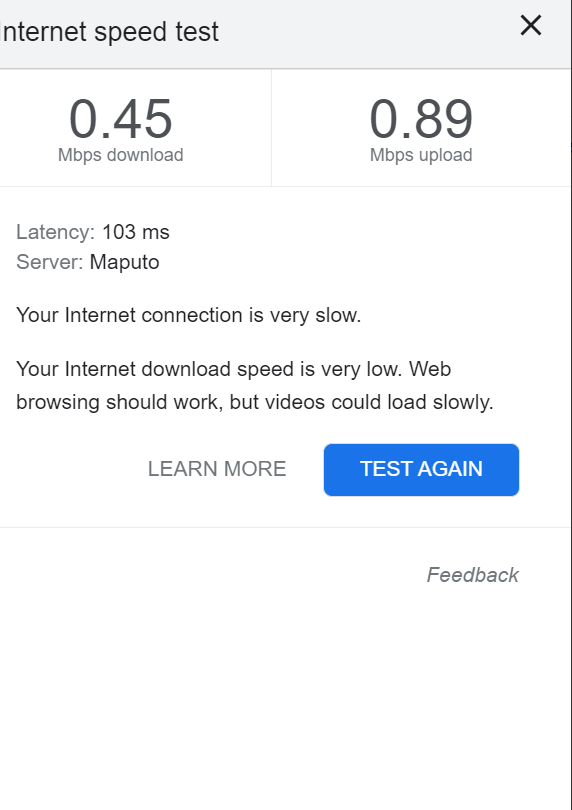 Internet speed test
0.45
Mbps download
0.89
Mbps upload
Latency: 103 ms
Server: Maputo
Your Internet connection is very slow.
Your Internet download speed is very low. Web
browsing should work, but videos could load slowly.
LEARN MORE
TEST AGAIN
Feedback